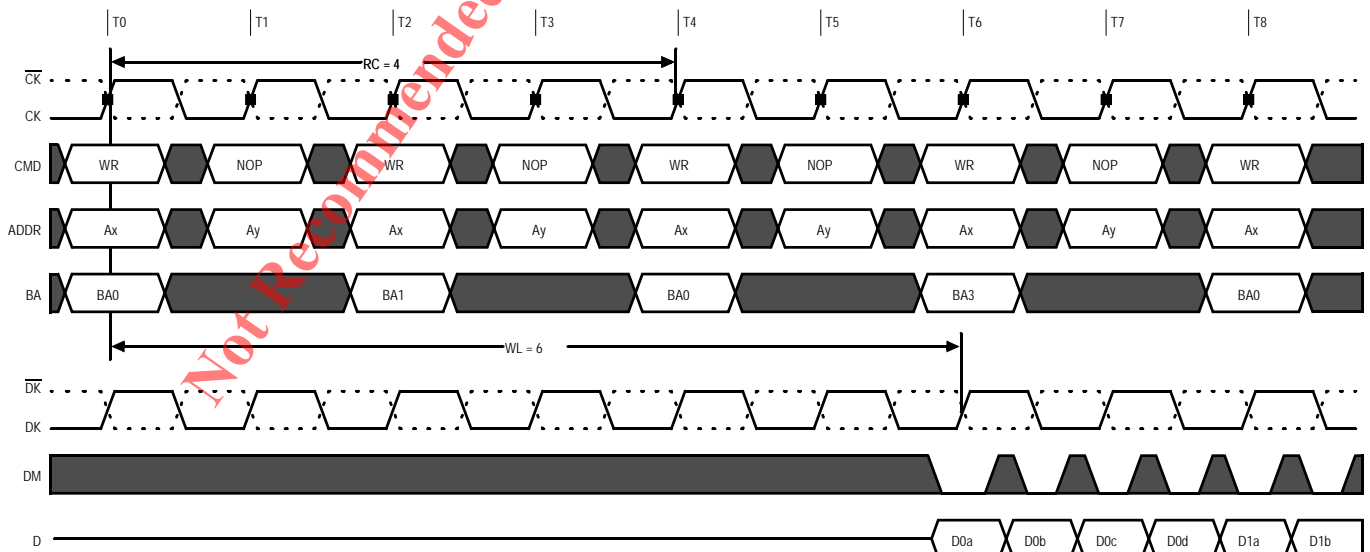 T0 T1 T2 T3 T4 T5 T6 T7 T8
RC = 4
CK
CK
CMD WR NOP WR NOP WR NOP WR NOP WR
ADDR Ax Ay Ax Ay Ax Ay Ax Ay Ax
BA BA0 BA1 BA0 BA3 BA0
WL = 6
DK
DK
DM
D D0a D0b D0c D0d D1a D1b
Not Recommended